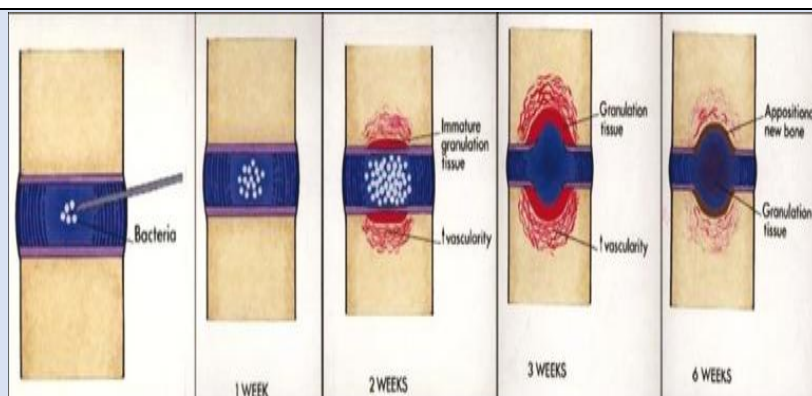 Bacteria
1 WEEK
Immature
granulation
tissue
↑vascularity
2 WEEKS
Granulation
tissue
↑vascularity
3 WEEKS
Appositional
new bone
Granulation
tissue
6 WEEKS